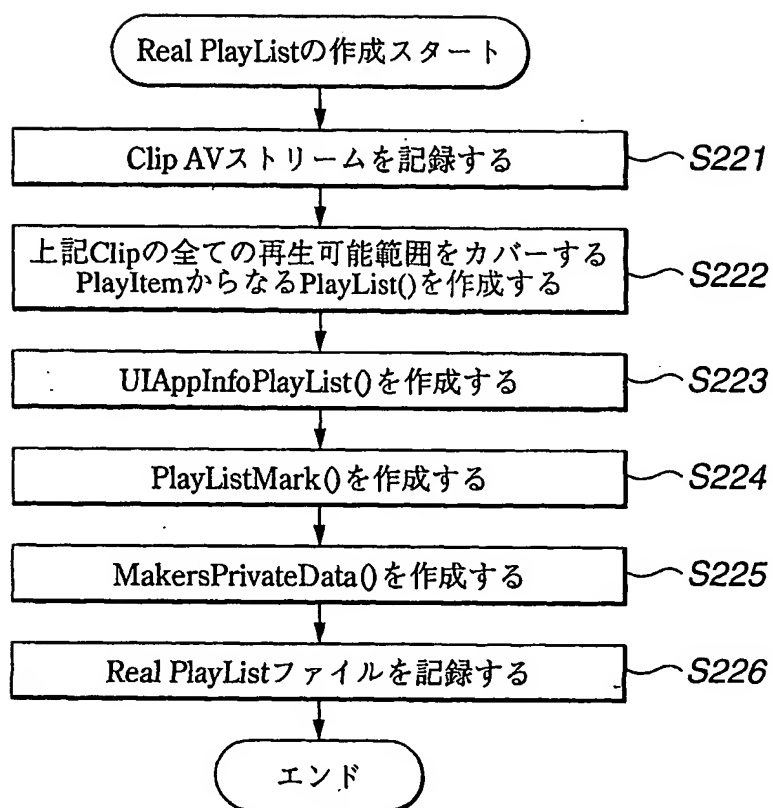 Real PlayListの作成スタート
Clip AVストリームを記録する
S221
上記Clipの全ての再生可能範囲をカバーする
PlayItemからなるPlayList()を作成する
S222
UIAppInfoPlayList()を作成する
S223
PlayListMark()を作成する
S224
MakersPrivateData()を作成する
S225
Real PlayListファイルを記録する
S226
エンド